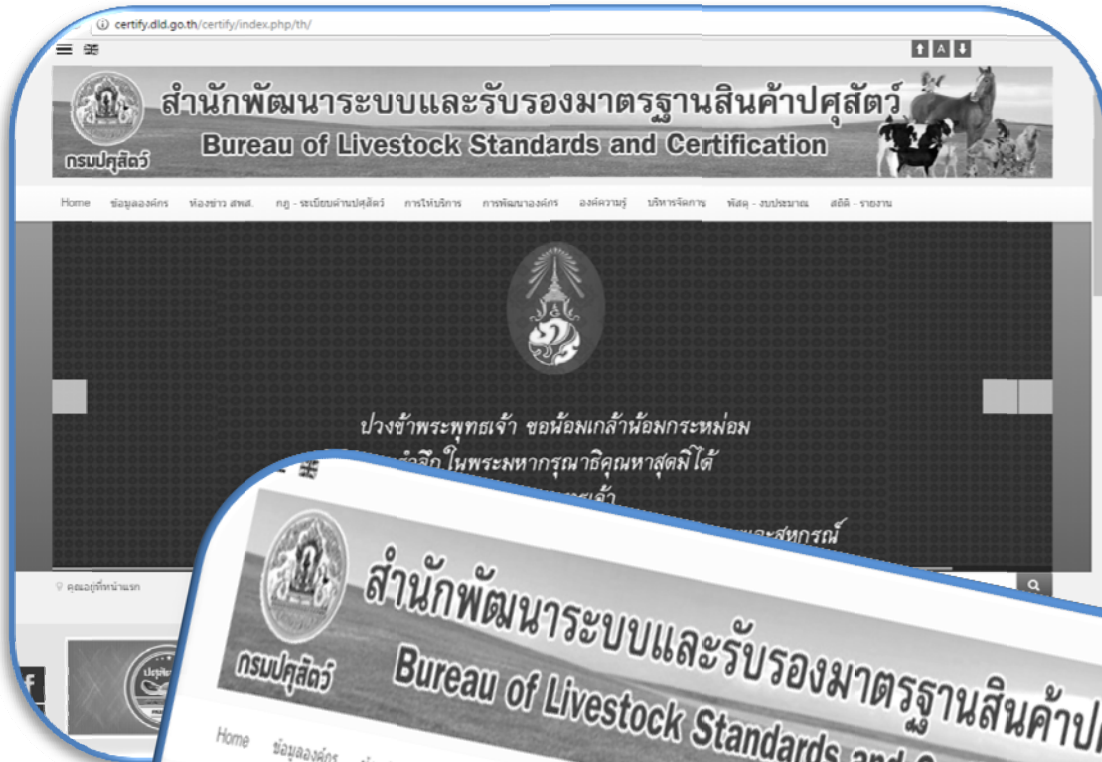 certify.dld.go.th/certify/index.php/th/
A
สำนักพัฒนาระบบและรับรองมาตรฐานสินค้าปศุสัตว์
Bureau of Livestock Standards and Certification
กรมปศุสัตว์
Home ข้อมูลองค์กร ห้องข่าว สพส. กฎ - ระเบียบด้านปศุสัตว์ การให้บริการ การพัฒนาองค์กร องค์ความรู้ บริหารจัดการ พัสดุ - งบประมาณ สถิติ - รายงาน
ปวงข้าพระพุทธเจ้า ขอน้อมเกล้าน้อมกระหม่อม
ในพระมหากรุณาธิคุณหาสุดมิได้
และสหกรณ์
คุณอยู่ที่หน้าแรก
f
สำนักพัฒนาระบบและรับรองมาตรฐานสินค้า
Bureau of Livestock Standards and
กรมปศุสัตว์
Home ข้อมูลองค์กร